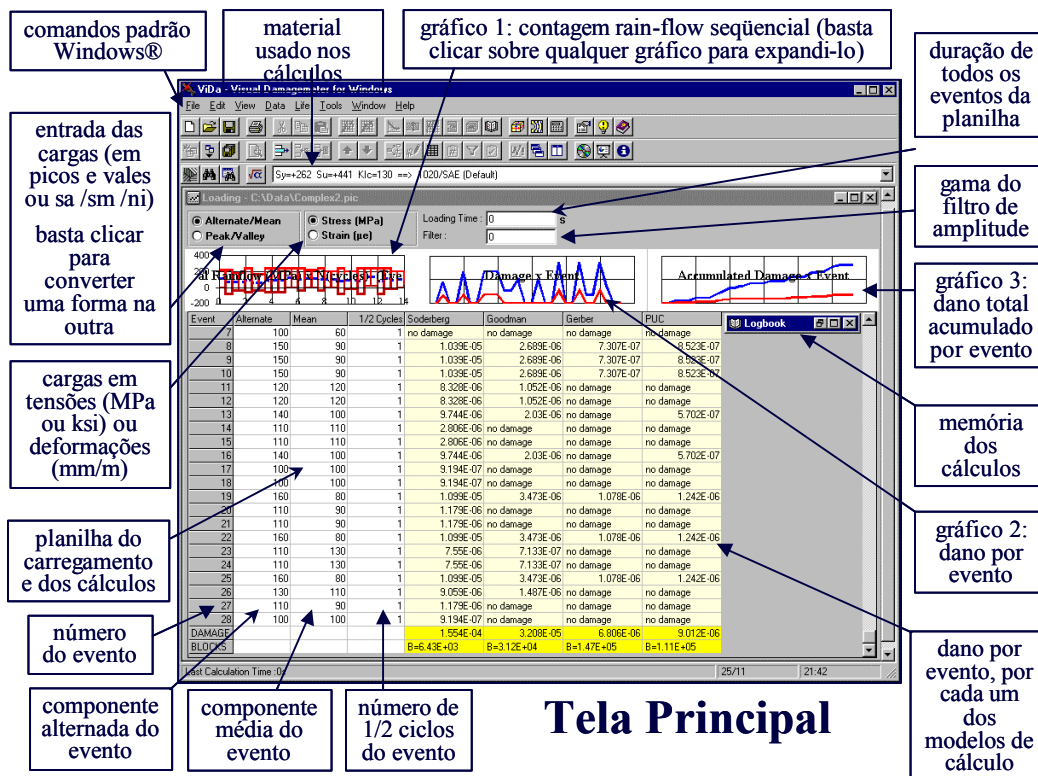 comandos padrão
Windows®
material
usado nos
cálculos
gráfico 1: contagem rain-flow seqüencial (basta
clicar sobre qualquer gráfico para expandi-lo)
duração de
todos os
eventos da
planilha
entrada das
cargas (em
picos e vales
ou sa /sm /ni)
basta clicar
para
converter
uma forma na
outra
gama do
filtro de
amplitude
gráfico 3:
dano total
acumulado
por evento
cargas em
tensões (MPa
ou ksi) ou
deformações
(mm/m)
memória
dos
cálculos
planilha do
carregamento
e dos cálculos
gráfico 2:
dano por
evento
número
do evento
dano por
evento, por
cada um
dos
modelos de
cálculo
componente
alternada do
evento
componente
média do
evento
número de
1/2 ciclos
do evento
Tela Principal
ViDa - Visual Damagemeter for Windows
File Edit View Data Life Tools Window Help
Sy=+262 Su=+441 KIc=130 ==> 1020/SAE (Default)
Loading - C:\Data\Complex2.pic
Alternate/Mean
Peak/Valley
Stress (MPa)
Strain (µe)
Loading Time : 0 s
Filter : 0
400
200
0
-200
0 2 4 6 8 10 12 14
Damage x Event
Accumulated Damage x Event
Event Alternate Mean 1/2 Cycles Soderberg Goodman Gerber PUC
7 100 60 1 no damage no damage no damage no damage
8 150 90 1 1.039E-05 2.689E-06 7.307E-07 8.523E-07
9 150 90 1 1.039E-05 2.689E-06 7.307E-07 8.523E-07
10 150 90 1 1.039E-05 2.689E-06 7.307E-07 8.523E-07
11 120 120 1 8.328E-06 1.052E-06 no damage no damage
12 120 120 1 8.328E-06 1.052E-06 no damage no damage
13 140 100 1 9.744E-06 2.03E-06 no damage 5.702E-07
14 110 110 1 2.806E-06 no damage no damage no damage
15 110 110 1 2.806E-06 no damage no damage no damage
16 140 100 1 9.744E-06 2.03E-06 no damage 5.702E-07
17 100 100 1 9.194E-07 no damage no damage no damage
18 100 100 1 9.194E-07 no damage no damage no damage
19 160 80 1 1.099E-05 3.473E-06 1.078E-06 1.242E-06
20 110 90 1 1.179E-06 no damage no damage no damage
21 110 90 1 1.179E-06 no damage no damage no damage
22 160 80 1 1.099E-05 3.473E-06 1.078E-06 1.242E-06
23 110 130 1 7.55E-06 7.133E-07 no damage no damage
24 110 130 1 7.55E-06 7.133E-07 no damage no damage
25 160 80 1 1.099E-05 3.473E-06 1.078E-06 1.242E-06
26 130 110 1 9.059E-06 1.487E-06 no damage no damage
27 110 90 1 1.179E-06 no damage no damage no damage
28 100 100 1 9.194E-07 no damage no damage no damage
DAMAGE 1.554E-04 3.208E-05 6.806E-06 9.012E-06
BLOCKS B=6.43E+03 B=3.12E+04 B=1.47E+05 B=1.11E+05
Logbook
Last Calculation Time :0s
25/11 21:42